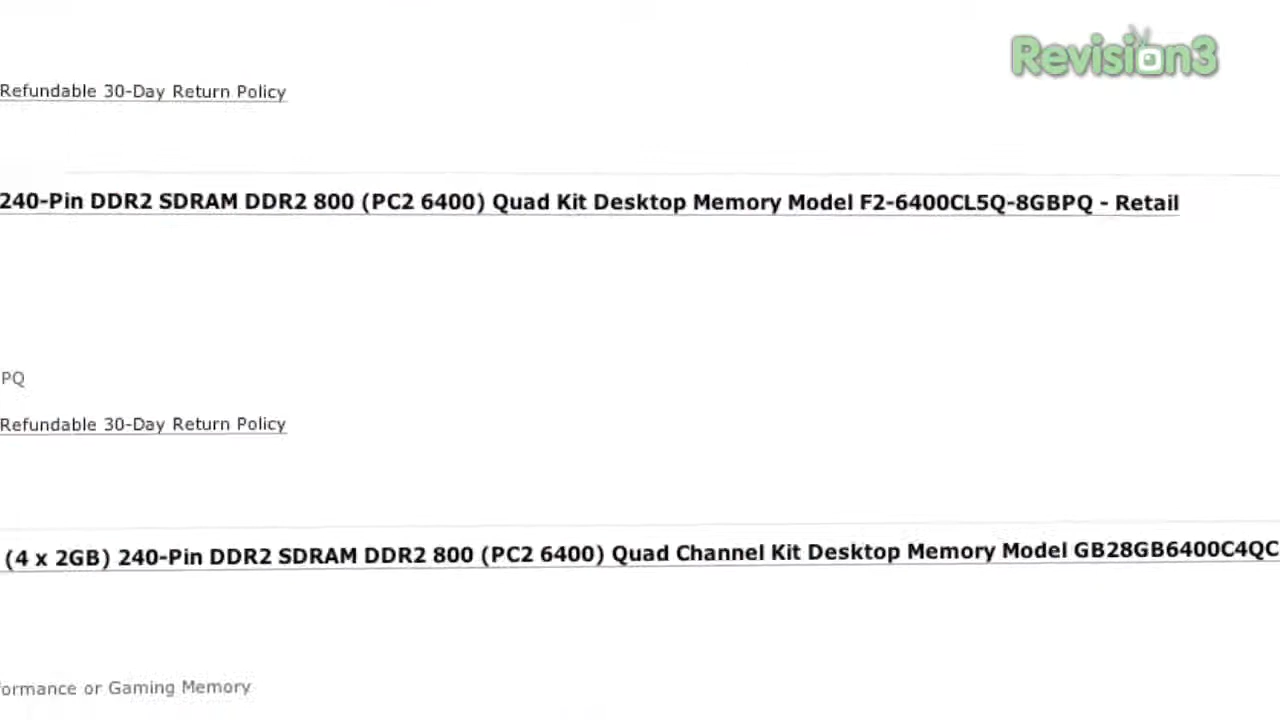 Revision3
Refundable 30-Day Return Policy
240-Pin DDR2 SDRAM DDR2 800 (PC2 6400) Quad Kit Desktop Memory Model F2-6400CL5Q-8GBPQ - Retail
PQ
Refundable 30-Day Return Policy
(4 x 2GB) 240-Pin DDR2 SDRAM DDR2 800 (PC2 6400) Quad Channel Kit Desktop Memory Model GB28GB6400C4QC
formance or Gaming Memory